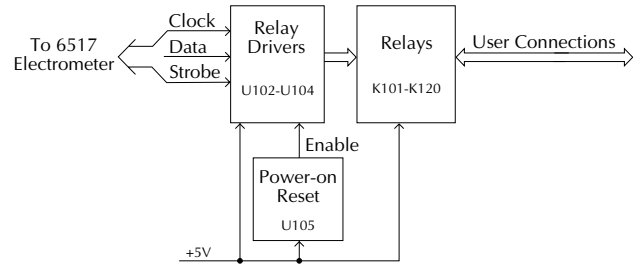 To 6517
Electrometer
Clock
Data
Strobe
Relay
Drivers
U102-U104
Relays
K101-K120
User Connections
Enable
Power-on
Reset
U105
+5V